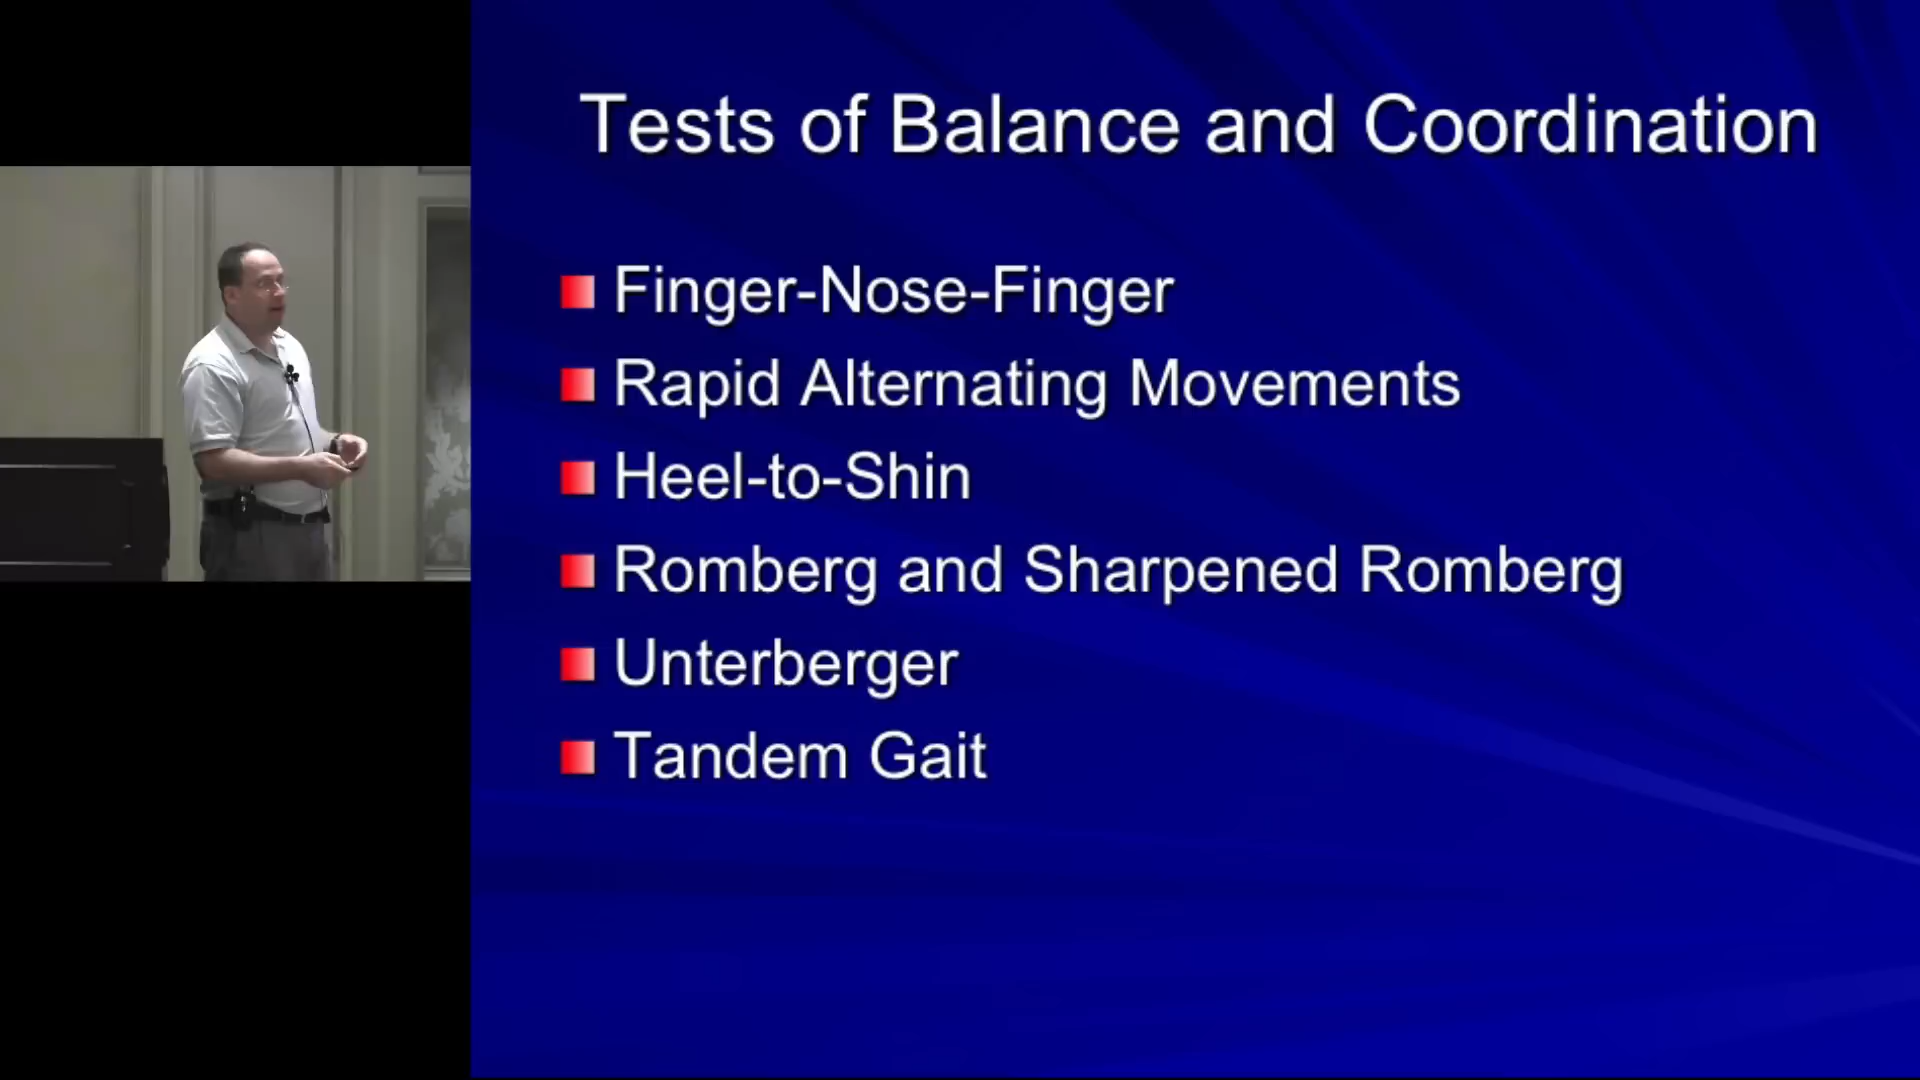 Tests of Balance and Coordination
Finger-Nose-Finger
Rapid Alternating Movements
Heel-to-Shin
Romberg and Sharpened Romberg
Unterberger
Tandem Gait